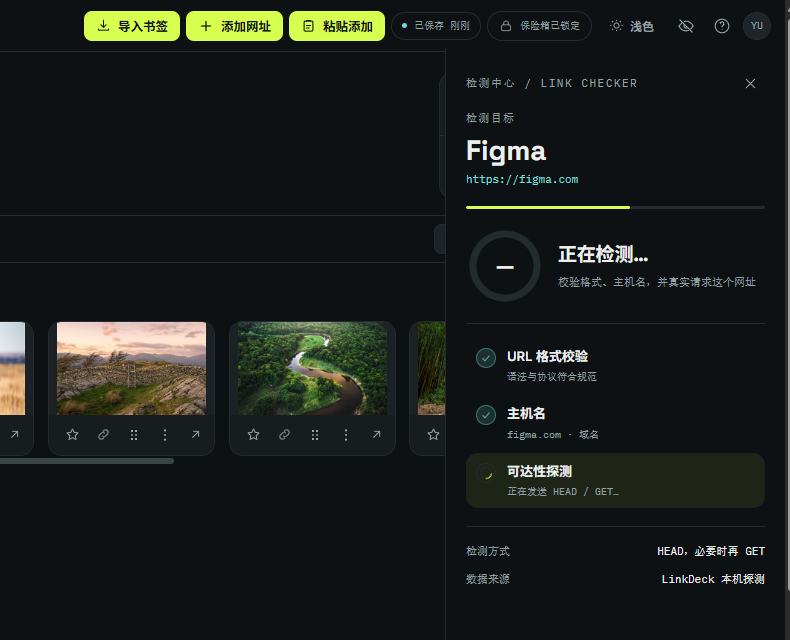 导入书签
添加网址
粘贴添加
已保存 刚刚
保险箱已锁定
浅色
YU
检测中心 / LINK CHECKER
检测目标
Figma
https://figma.com
正在检测…
校验格式、主机名，并真实请求这个网址
URL 格式校验
语法与协议符合规范
主机名
figma.com · 域名
可达性探测
正在发送 HEAD / GET…
检测方式
HEAD，必要时再 GET
数据来源
LinkDeck 本机探测